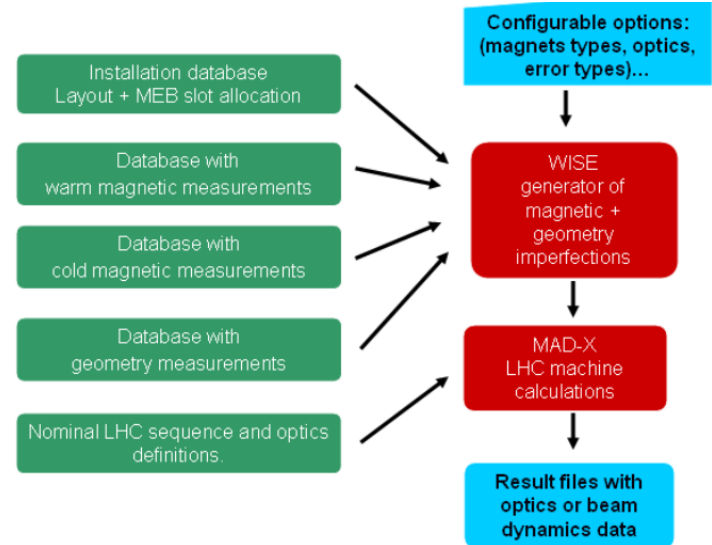 Configurable options:
(magnets types, optics,
error types)...
Installation database
Layout + MEB slot allocation
Database with
warm magnetic measurements
Database with
cold magnetic measurements
Database with
geometry measurements
Nominal LHC sequence and optics
definitions.
WISE
generator of
magnetic +
geometry
imperfections
MAD-X
LHC machine
calculations
Result files with
optics or beam
dynamics data